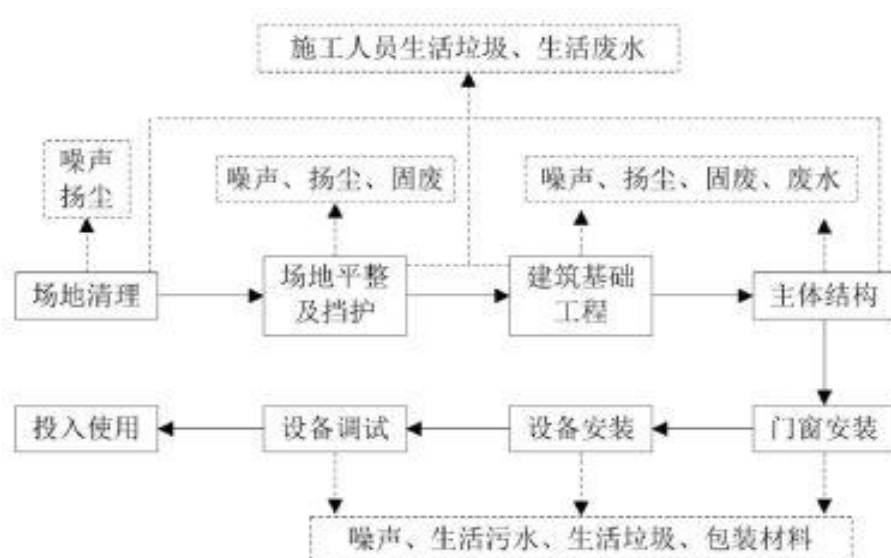 施工人员生活垃圾、生活废水
噪声
扬尘
噪声、扬尘、固废
噪声、扬尘、固废、废水
场地清理
场地平整
及挡护
建筑基础
工程
主体结构
投入使用
设备调试
设备安装
门窗安装
噪声、生活污水、生活垃圾、包装材料